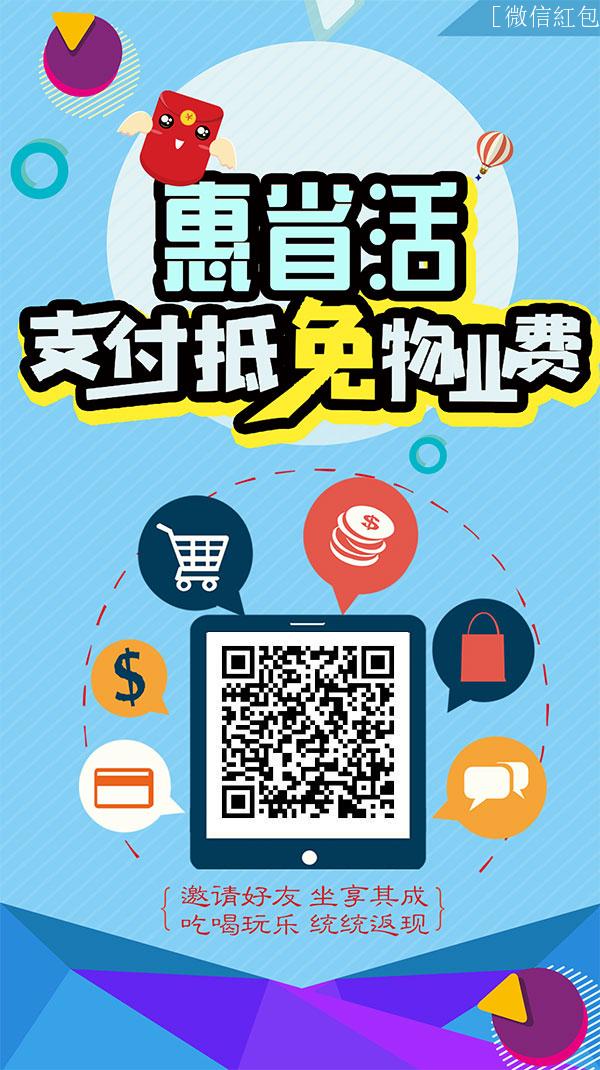 ［微信紅包
惠省活
支付抵免物业费
邀请好友 坐享其成
吃喝玩乐 统统返现